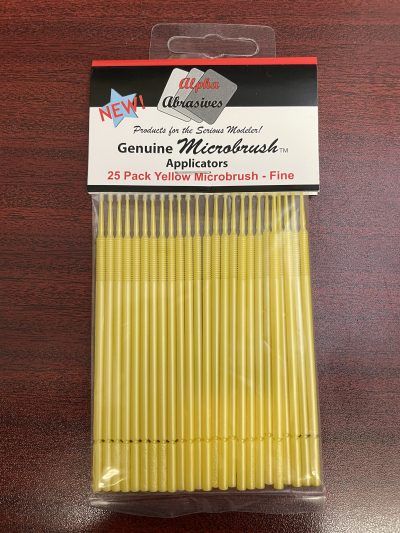 NEW!
Alpha
Abrasives
Products for the Serious Modeler!
Genuine Microbrush™
Applicators
25 Pack Yellow Microbrush - Fine